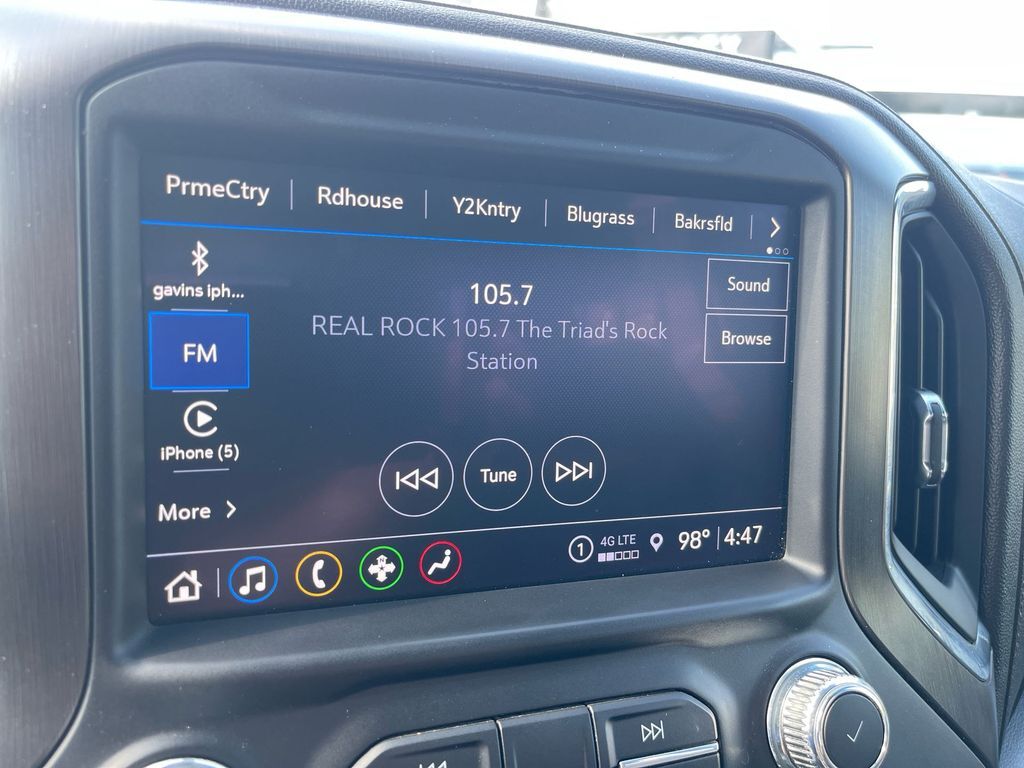 PrmeCtry
Rdhouse
Y2Kntry
Blugrass
Bakrsfld
gavins iph...
FM
iPhone (5)
More
105.7
REAL ROCK 105.7 The Triad's Rock
Station
Sound
Browse
Tune
1
4G LTE
98°
4:47